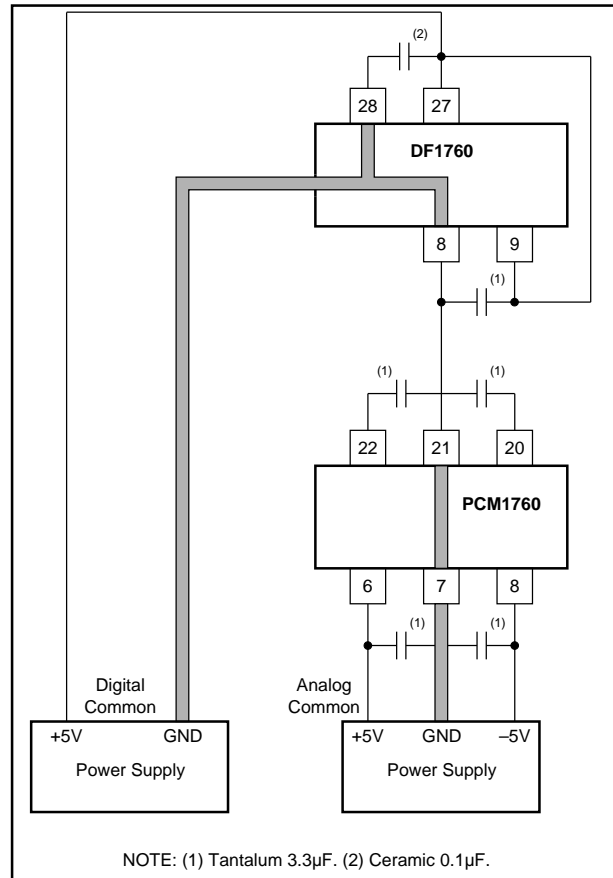 (2)
28 27
DF1760
8 9
(1)
(1) (1)
22 21 20
PCM1760
6 7 8
(1) (1)
Digital
Common
Analog
Common
+5V GND
Power Supply
+5V GND –5V
Power Supply
NOTE: (1) Tantalum 3.3µF. (2) Ceramic 0.1µF.